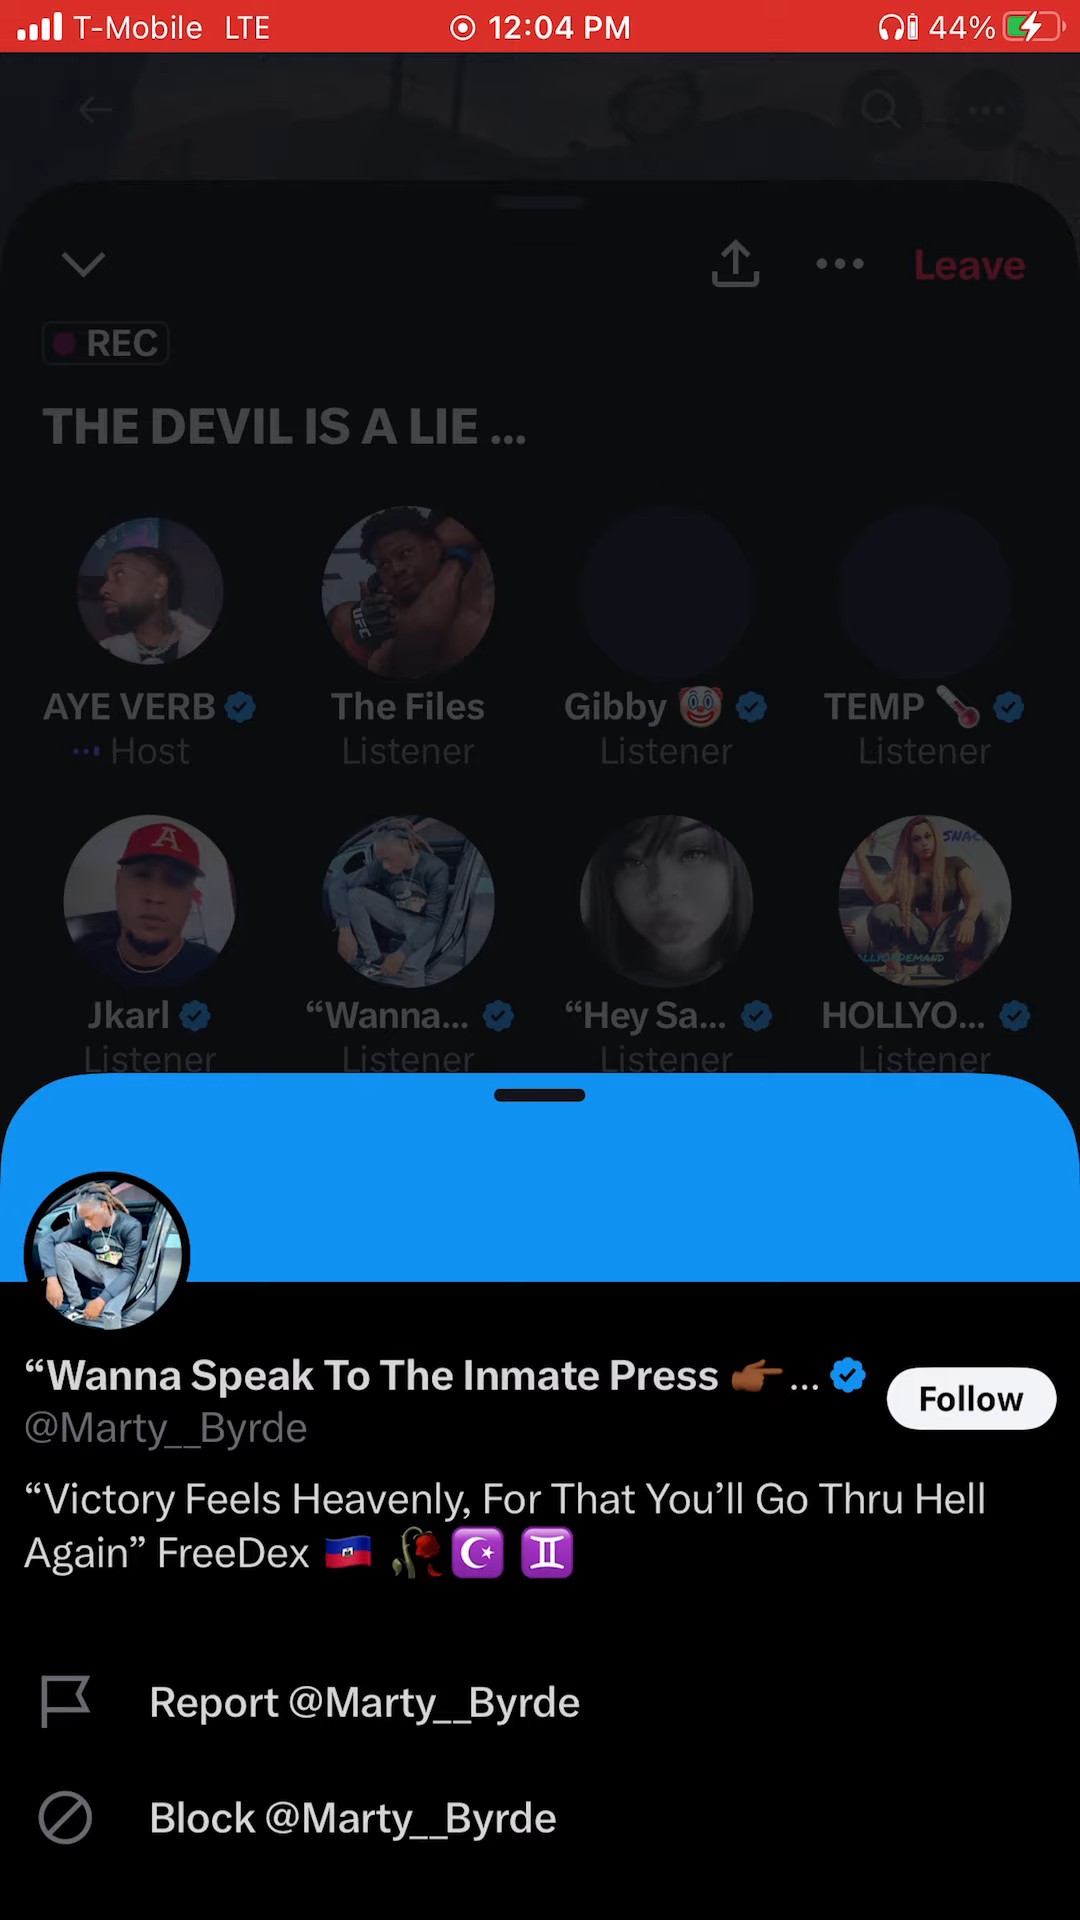 T-Mobile LTE 12:04 PM 44%
Leave
REC
THE DEVIL IS A LIE ...
AYE VERB The Files Gibby 🤡 TEMP 🌡️
Host Listener Listener Listener
Jkarl “Wanna... “Hey Sa... HOLLYO...
Listener Listener Listener Listener
“Wanna Speak To The Inmate Press 👉🏾 ...
Follow
@Marty__Byrde
“Victory Feels Heavenly, For That You’ll Go Thru Hell
Again” FreeDex 🇭🇹 🥀☪️ ♊
Report @Marty__Byrde
Block @Marty__Byrde